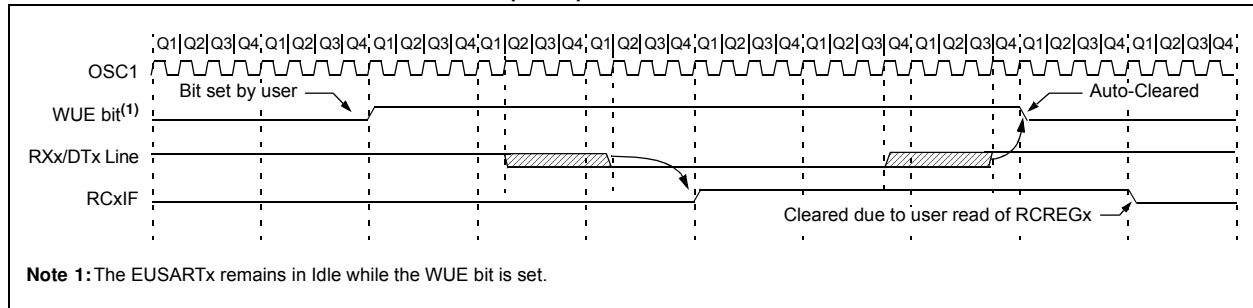 Q1 Q2 Q3 Q4 Q1 Q2 Q3 Q4 Q1 Q2 Q3 Q4 Q1 Q2 Q3 Q4 Q1 Q2 Q3 Q4 Q1 Q2 Q3 Q4 Q1 Q2 Q3 Q4 Q1 Q2 Q3 Q4 Q1 Q2 Q3 Q4 Q1 Q2 Q3 Q4
OSC1
Bit set by user
Auto-Cleared
WUE bit(1)
RXx/DTx Line
RCxIF
Cleared due to user read of RCREGx
Note 1: The EUSARTx remains in Idle while the WUE bit is set.